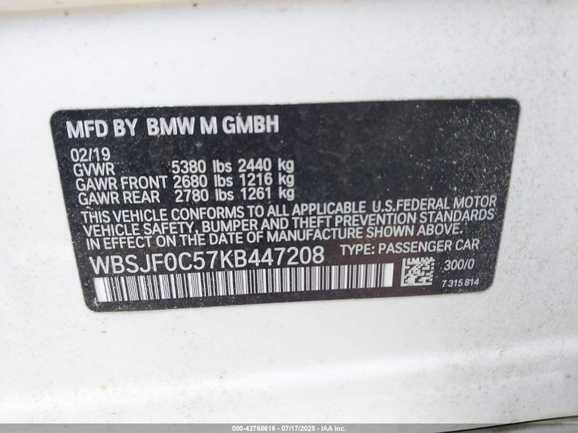 MFD BY BMW M GMBH
02/19
GVWR 5380 lbs 2440 kg
GAWR FRONT 2680 lbs 1216 kg
GAWR REAR 2780 lbs 1261 kg
THIS VEHICLE CONFORMS TO ALL APPLICABLE U.S.FEDERAL MOTOR
VEHICLE SAFETY, BUMPER AND THEFT PREVENTION STANDARDS
IN EFFECT ON THE DATE OF MANUFACTURE SHOWN ABOVE.
WBSJF0C57KB447208 TYPE: PASSENGER CAR
300/0
7 315 814
000-42768616 - 07/17/2025 - IAA Inc.